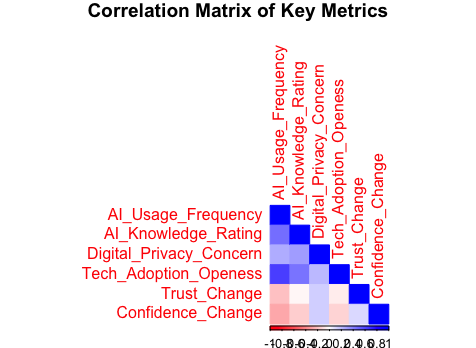 Correlation Matrix of Key Metrics
AI_Usage_Frequency
AI_Knowledge_Rating
Digital_Privacy_Concern
Tech_Adoption_Openess
Trust_Change
Confidence_Change
AI_Usage_Frequency
AI_Knowledge_Rating
Digital_Privacy_Concern
Tech_Adoption_Openess
Trust_Change
Confidence_Change
-1 -0.8 -0.6 -0.4 -0.2 0 0.2 0.4 0.6 0.8 1